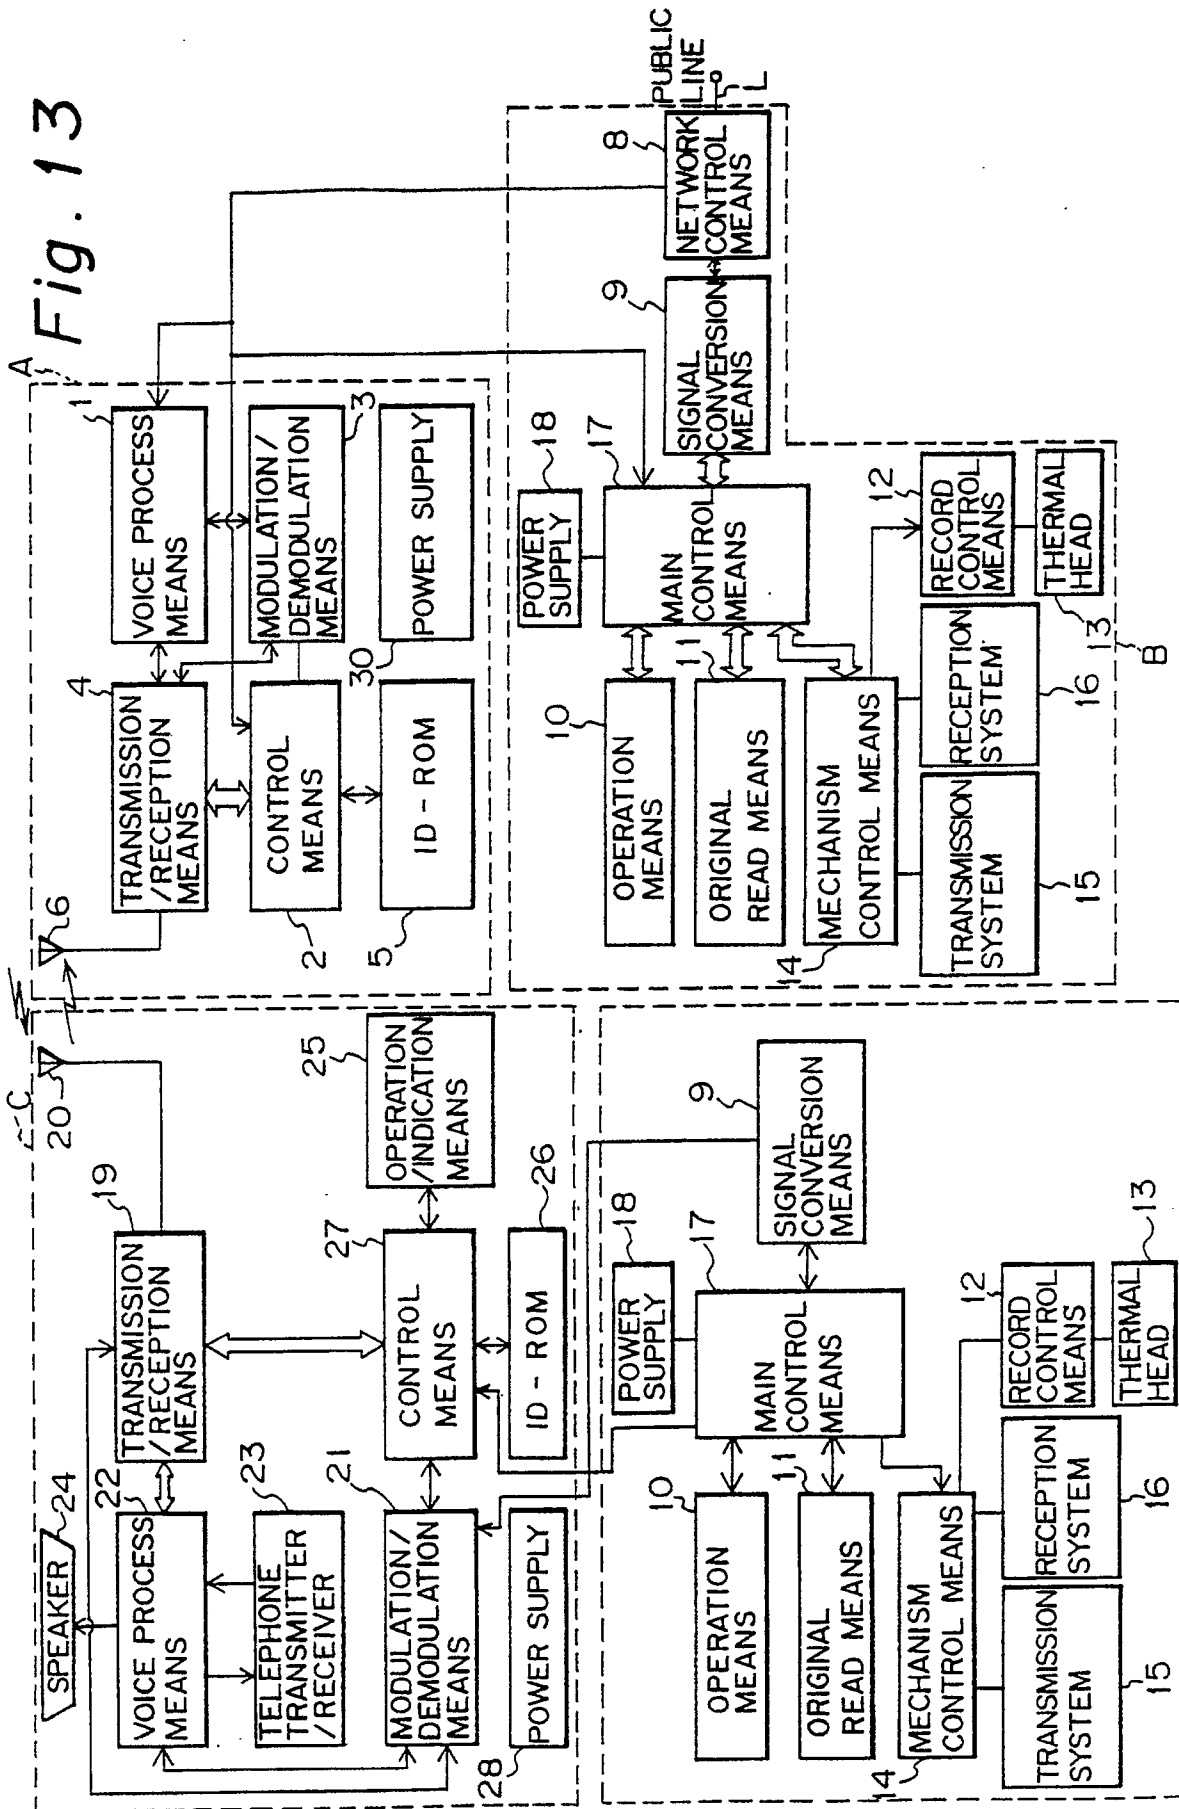 Fig. 13
C
20
6
A
SPEAKER
24
VOICE PROCESS
MEANS
22
TRANSMISSION
/RECEPTION
MEANS
19
TELEPHONE
TRANSMITTER
/RECEIVER
23
MODULATION/
DEMODULATION
MEANS
21
CONTROL
MEANS
27
OPERATION
/INDICATION
MEANS
25
POWER SUPPLY
28
ID-ROM
26
TRANSMISSION
/RECEPTION
MEANS
4
VOICE PROCESS
MEANS
1
CONTROL
MEANS
2
MODULATION/
DEMODULATION
MEANS
3
ID-ROM
5
POWER SUPPLY
30
POWER
SUPPLY
18
OPERATION
MEANS
10
ORIGINAL
READ MEANS
11
MAIN
CONTROL
MEANS
17
SIGNAL
CONVERSION
MEANS
9
MECHANISM
CONTROL MEANS
14
RECORD
CONTROL
MEANS
12
THERMAL
HEAD
13
TRANSMISSION
SYSTEM
15
RECEPTION
SYSTEM
16
POWER
SUPPLY
18
OPERATION
MEANS
10
ORIGINAL
READ MEANS
11
MAIN
CONTROL
MEANS
17
SIGNAL
CONVERSION
MEANS
9
NETWORK
CONTROL
MEANS
8
PUBLIC
LINE
L
MECHANISM
CONTROL MEANS
14
RECORD
CONTROL
MEANS
12
THERMAL
HEAD
13
TRANSMISSION
SYSTEM
15
RECEPTION
SYSTEM
16
B